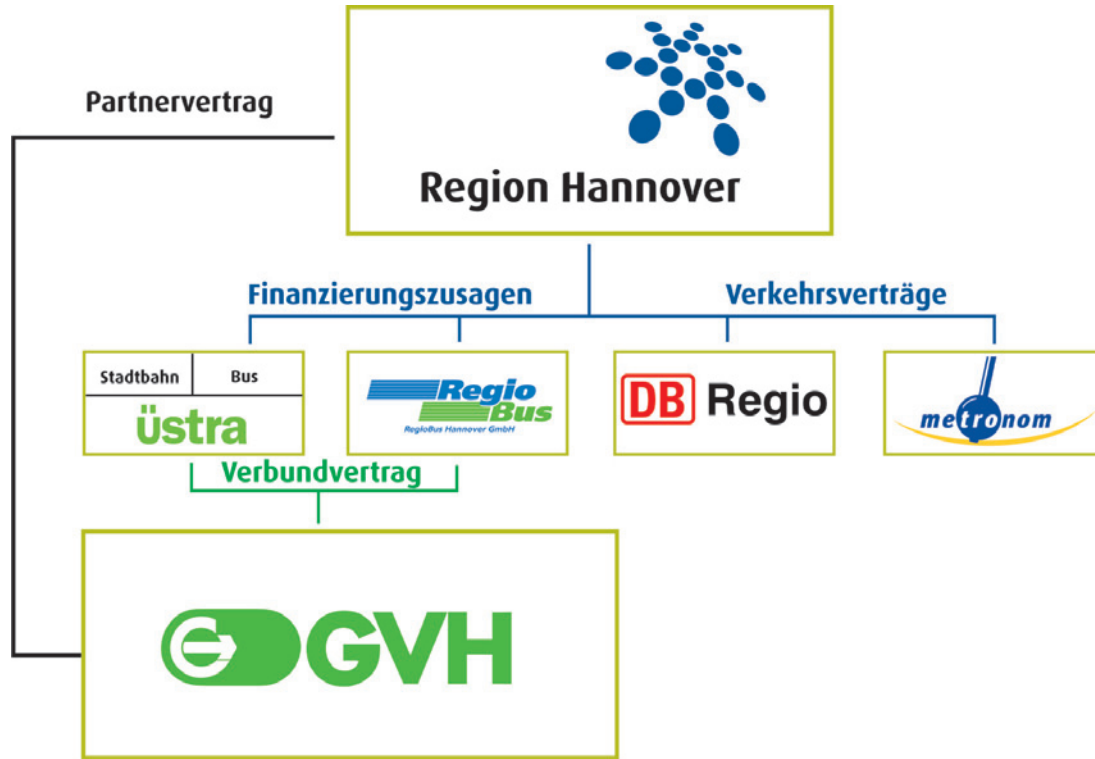 Partnervertrag
Region Hannover
Finanzierungszusagen
Verkehrsverträge
Stadtbahn
Bus
üstra
Regio
Bus
RegioBus Hannover GmbH
DB Regio
metronom
Verbundvertrag
GVH